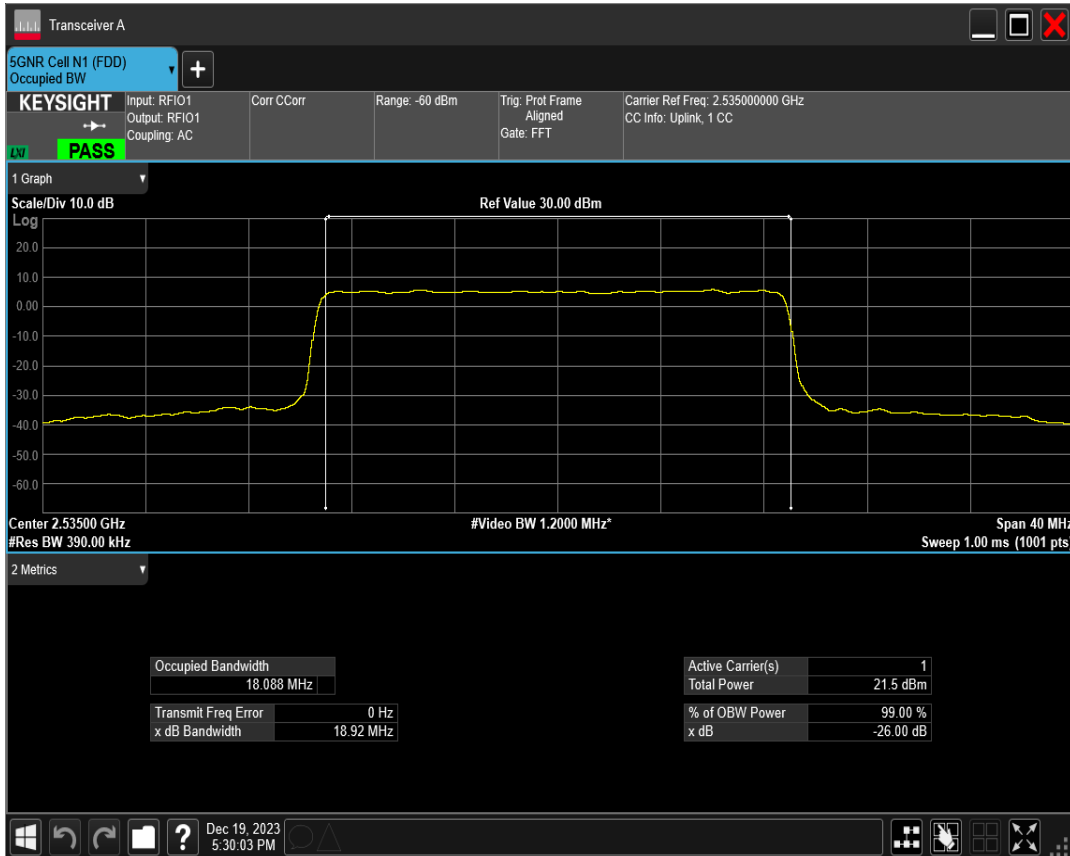 Transceiver A
5GNR Cell N1 (FDD)
Occupied BW
+
KEYSIGHT
LXI
PASS
Input: RFIO1
Output: RFIO1
Coupling: AC
Corr CCorr
Range: -60 dBm
Trig: Prot Frame
Aligned
Gate: FFT
Carrier Ref Freq: 2.535000000 GHz
CC Info: Uplink, 1 CC
1 Graph
Scale/Div 10.0 dB
Ref Value 30.00 dBm
Log
20.0
10.0
0.00
-10.0
-20.0
-30.0
-40.0
-50.0
-60.0
Center 2.53500 GHz
#Video BW 1.2000 MHz*
Span 40 MHz
#Res BW 390.00 kHz
Sweep 1.00 ms (1001 pts)
2 Metrics
Occupied Bandwidth
18.088 MHz
Transmit Freq Error 0 Hz
x dB Bandwidth 18.92 MHz
Active Carrier(s) 1
Total Power 21.5 dBm
% of OBW Power 99.00 %
x dB -26.00 dB
?
Dec 19, 2023
5:30:03 PM